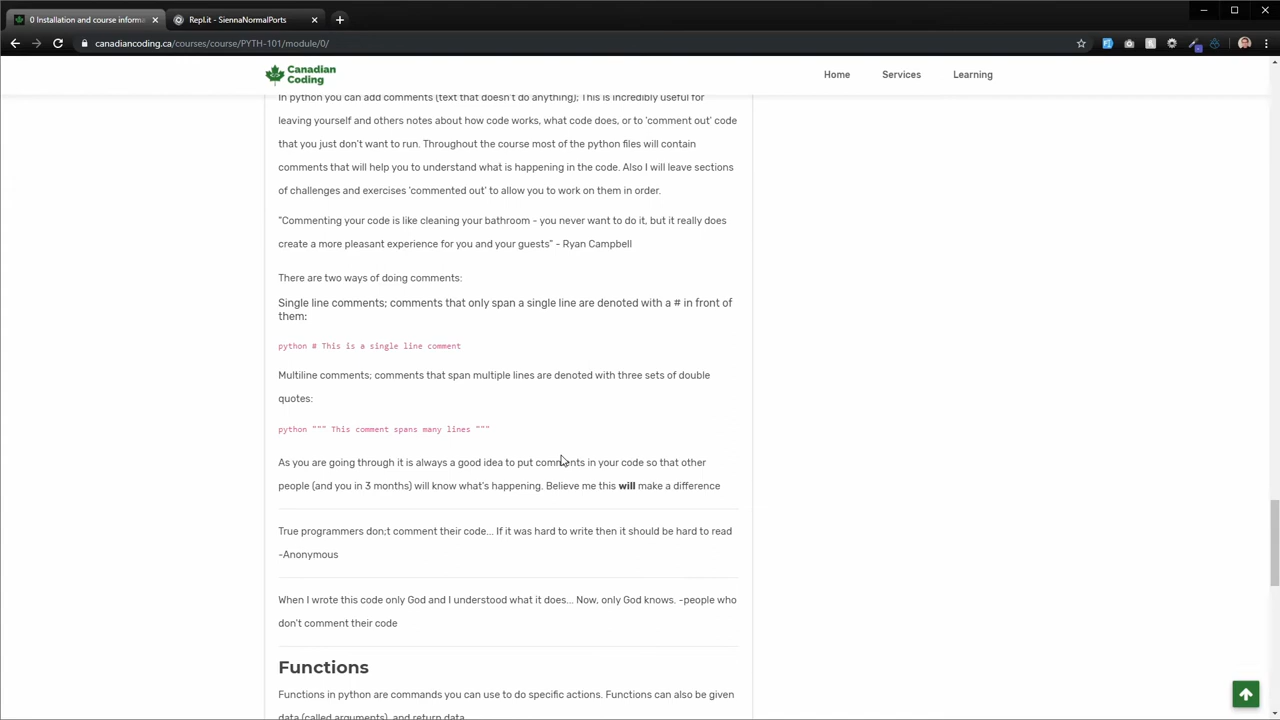 0 Installation and course informa
Repl.it - SiennaNormalPorts
canadiancoding.ca/courses/course/PYTH-101/module/0/
Canadian
Coding
Home
Services
Learning
In python you can add comments (text that doesn't do anything); This is incredibly useful for
leaving yourself and others notes about how code works, what code does, or to 'comment out' code
that you just don't want to run. Throughout the course most of the python files will contain
comments that will help you to understand what is happening in the code. Also I will leave sections
of challenges and exercises 'commented out' to allow you to work on them in order.
"Commenting your code is like cleaning your bathroom - you never want to do it, but it really does
create a more pleasant experience for you and your guests" - Ryan Campbell
There are two ways of doing comments:
Single line comments; comments that only span a single line are denoted with a # in front of
them:
python # This is a single line comment
Multiline comments; comments that span multiple lines are denoted with three sets of double
quotes:
python """ This comment spans many lines """
As you are going through it is always a good idea to put comments in your code so that other
people (and you in 3 months) will know what's happening. Believe me this will make a difference
True programmers don;t comment their code... If it was hard to write then it should be hard to read
-Anonymous
When I wrote this code only God and I understood what it does... Now, only God knows. -people who
don't comment their code
Functions
Functions in python are commands you can use to do specific actions. Functions can also be given
data (called arguments), and return data